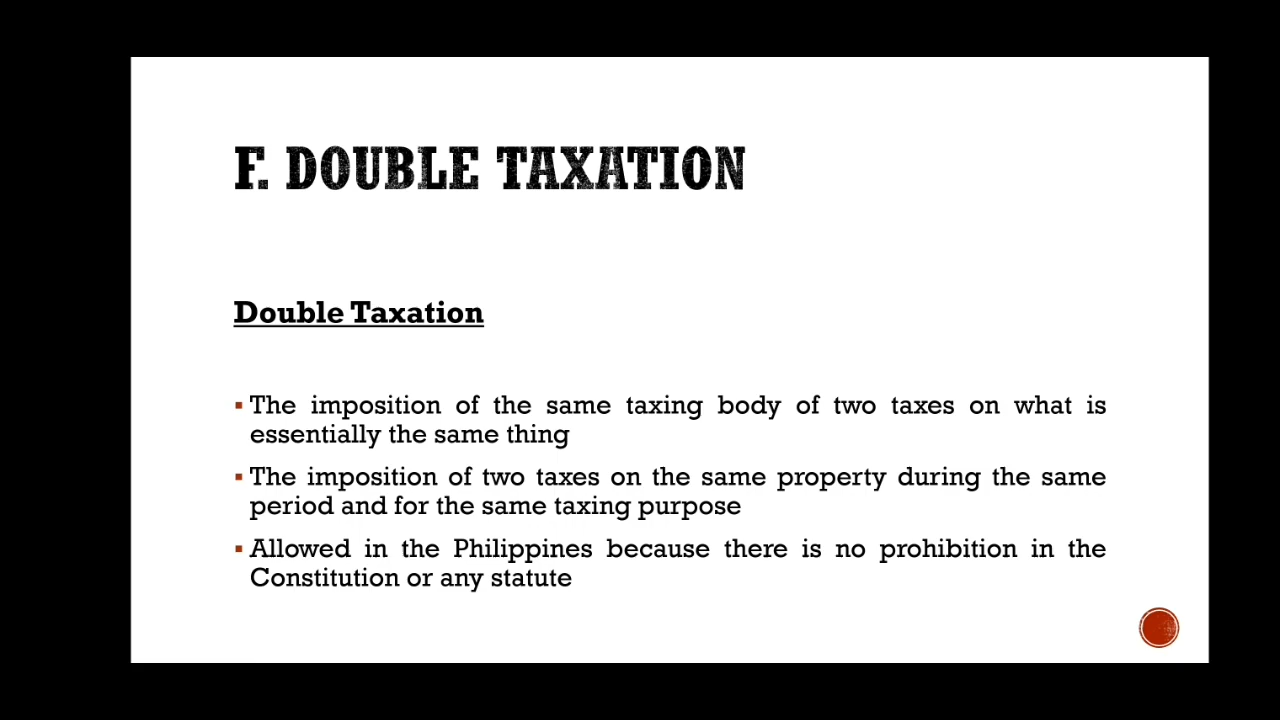 F. DOUBLE TAXATION
Double Taxation
▪ The imposition of the same taxing body of two taxes on what is
essentially the same thing
▪ The imposition of two taxes on the same property during the same
period and for the same taxing purpose
▪ Allowed in the Philippines because there is no prohibition in the
Constitution or any statute